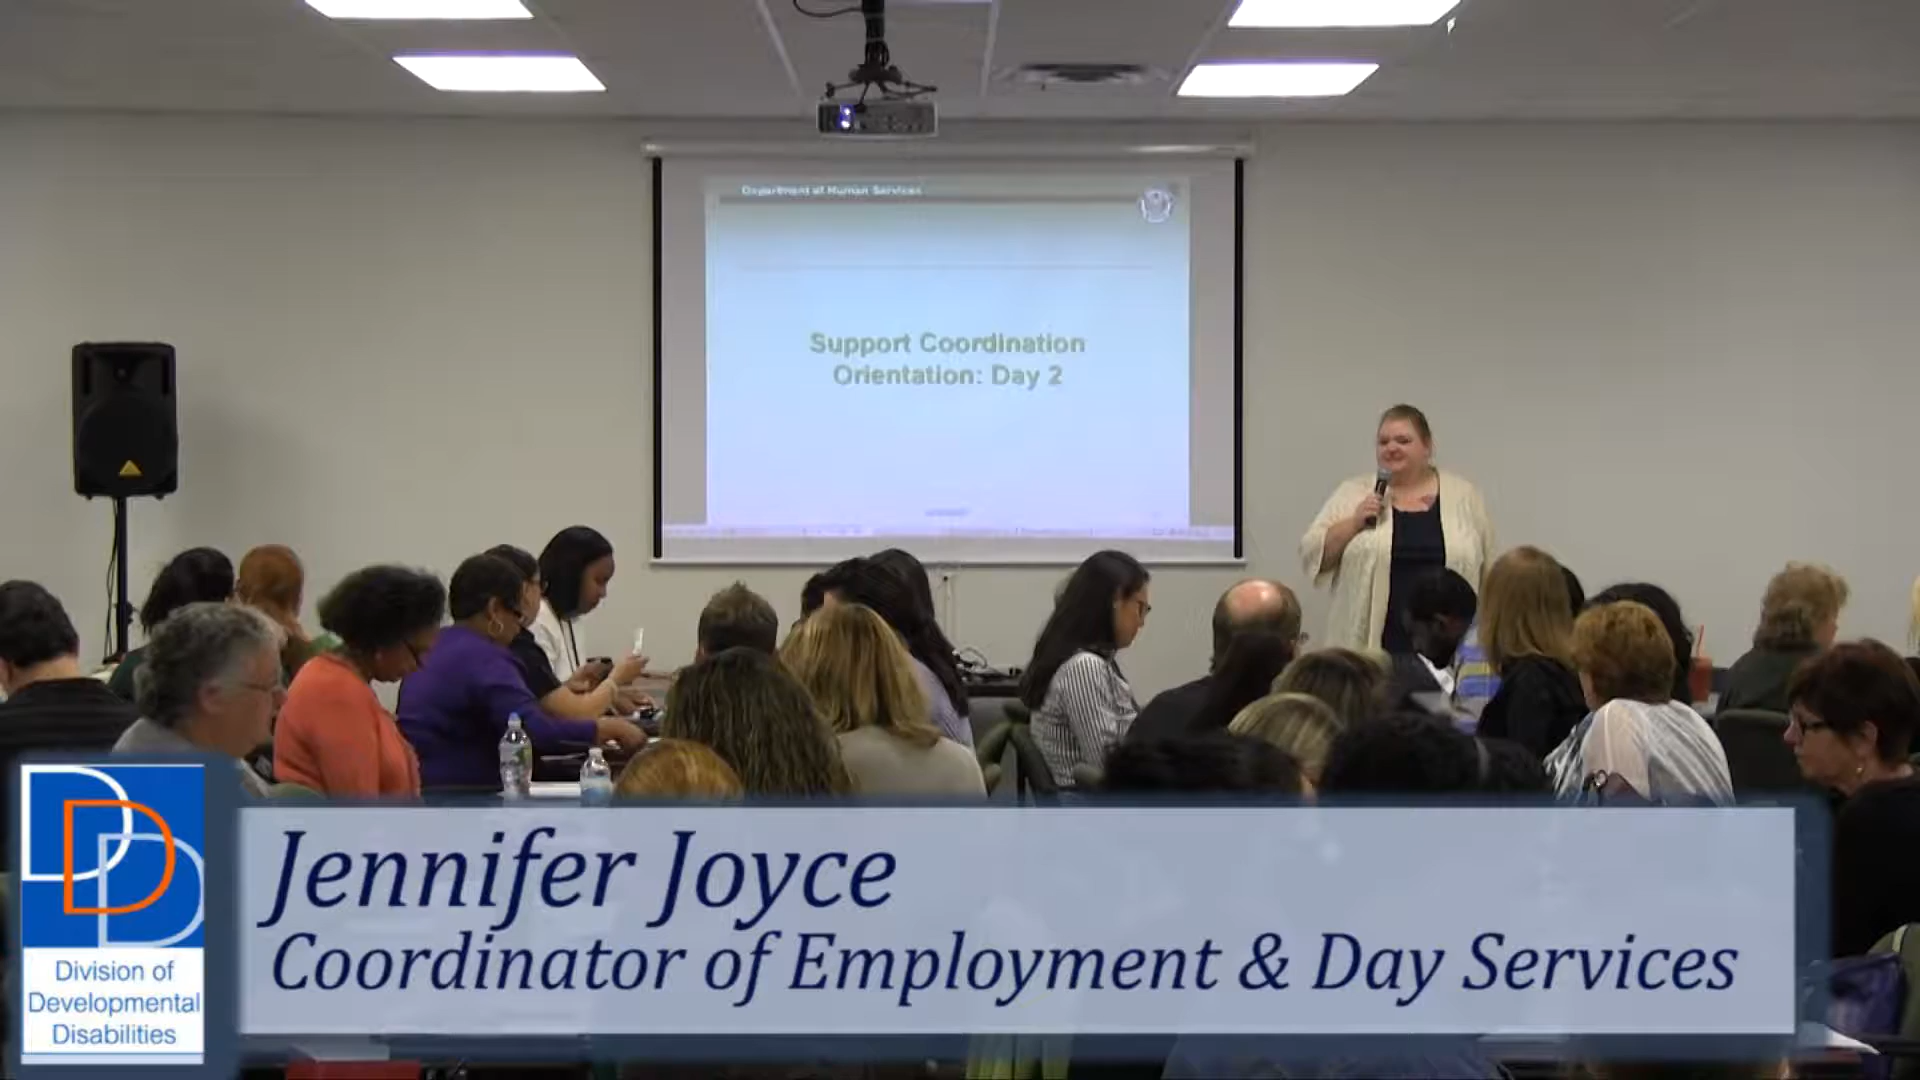 Department of Human Services
Support Coordination
Orientation: Day 2
Jennifer Joyce
Coordinator of Employment & Day Services
DDD
Division of
Developmental
Disabilities